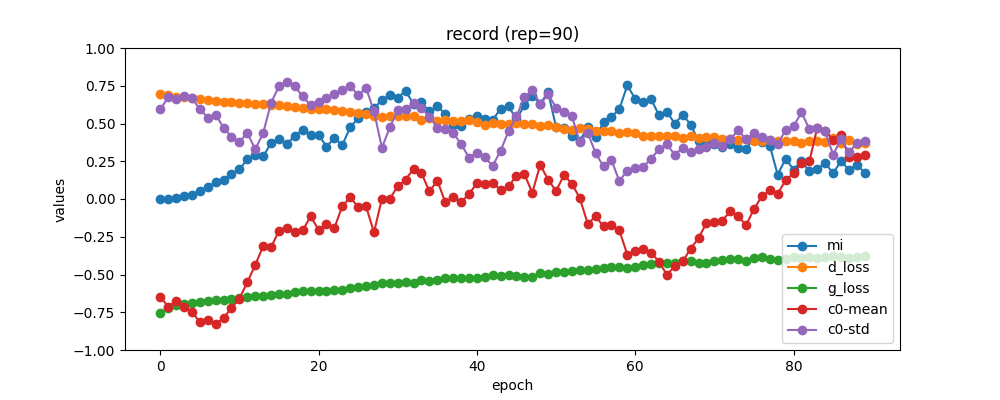 record (rep=90)
1.00
0.75
0.50
0.25
0.00
−0.25
−0.50
−0.75
−1.00
values
0
20
40
60
80
epoch
mi
d_loss
g_loss
c0-mean
c0-std